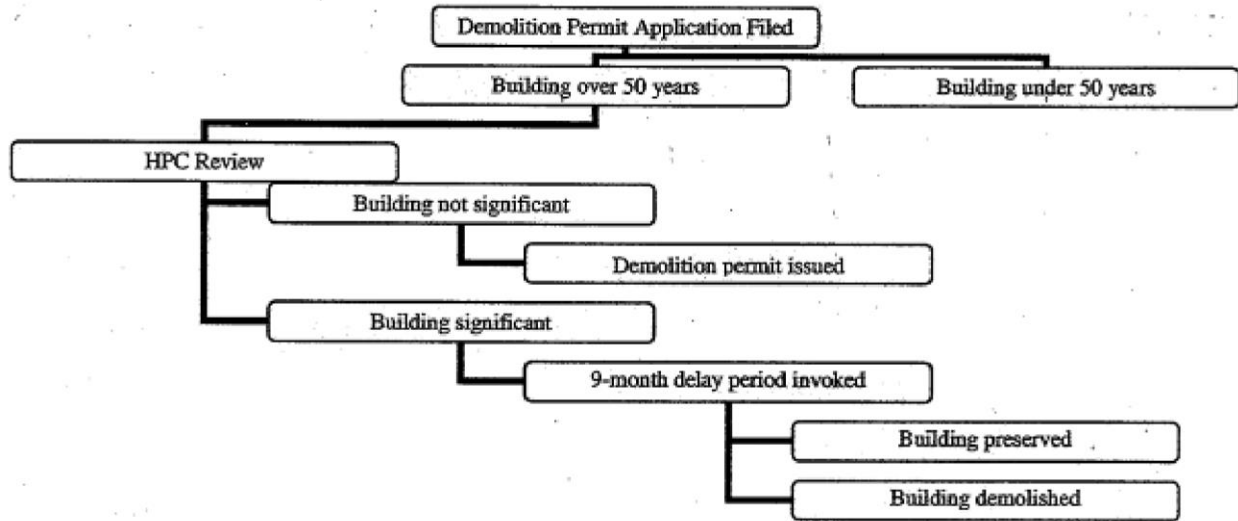 Demolition Permit Application Filed
Building over 50 years
Building under 50 years
HPC Review
Building not significant
Demolition permit issued
Building significant
9-month delay period invoked
Building preserved
Building demolished